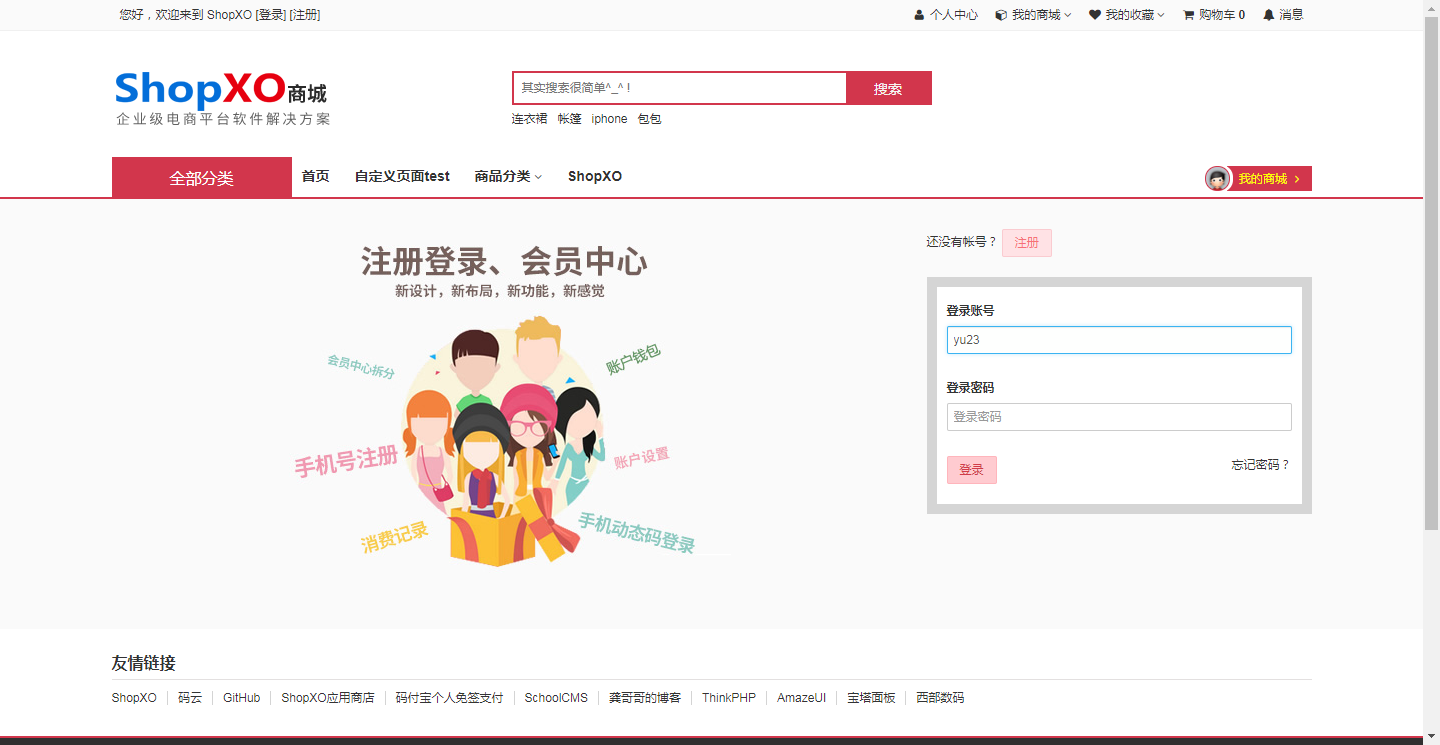 您好，欢迎来到 ShopXO [登录] [注册]
个人中心 我的商城 我的收藏 购物车 0 消息
ShopXO商城
企业级电商平台软件解决方案
其实搜索很简单^_^ !
搜索
连衣裙 帐篷 iphone 包包
全部分类 首页 自定义页面test 商品分类 ShopXO
我的商城
注册登录、会员中心
新设计，新布局，新功能，新感觉
会员中心拆分
账户钱包
手机号注册
账户设置
消费记录
手机动态码登录
还没有帐号？ 注册
登录账号
yu23
登录密码
登录密码
登录 忘记密码？
友情链接
ShopXO 码云 GitHub ShopXO应用商店 码付宝个人免签支付 SchoolCMS 龚哥哥的博客 ThinkPHP AmazeUI 宝塔面板 西部数码